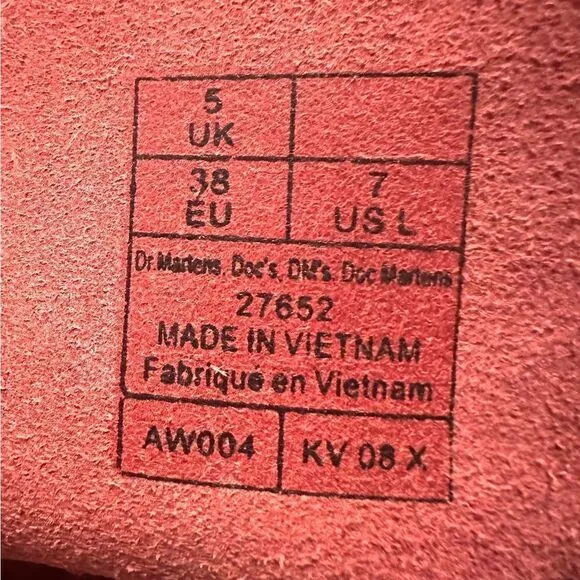 5
UK
38 7
EU US L
Dr. Martens, Doc's, DM's, Doc Martens
27652
MADE IN VIETNAM
Fabriqué en Vietnam
AW004 KV 08 X